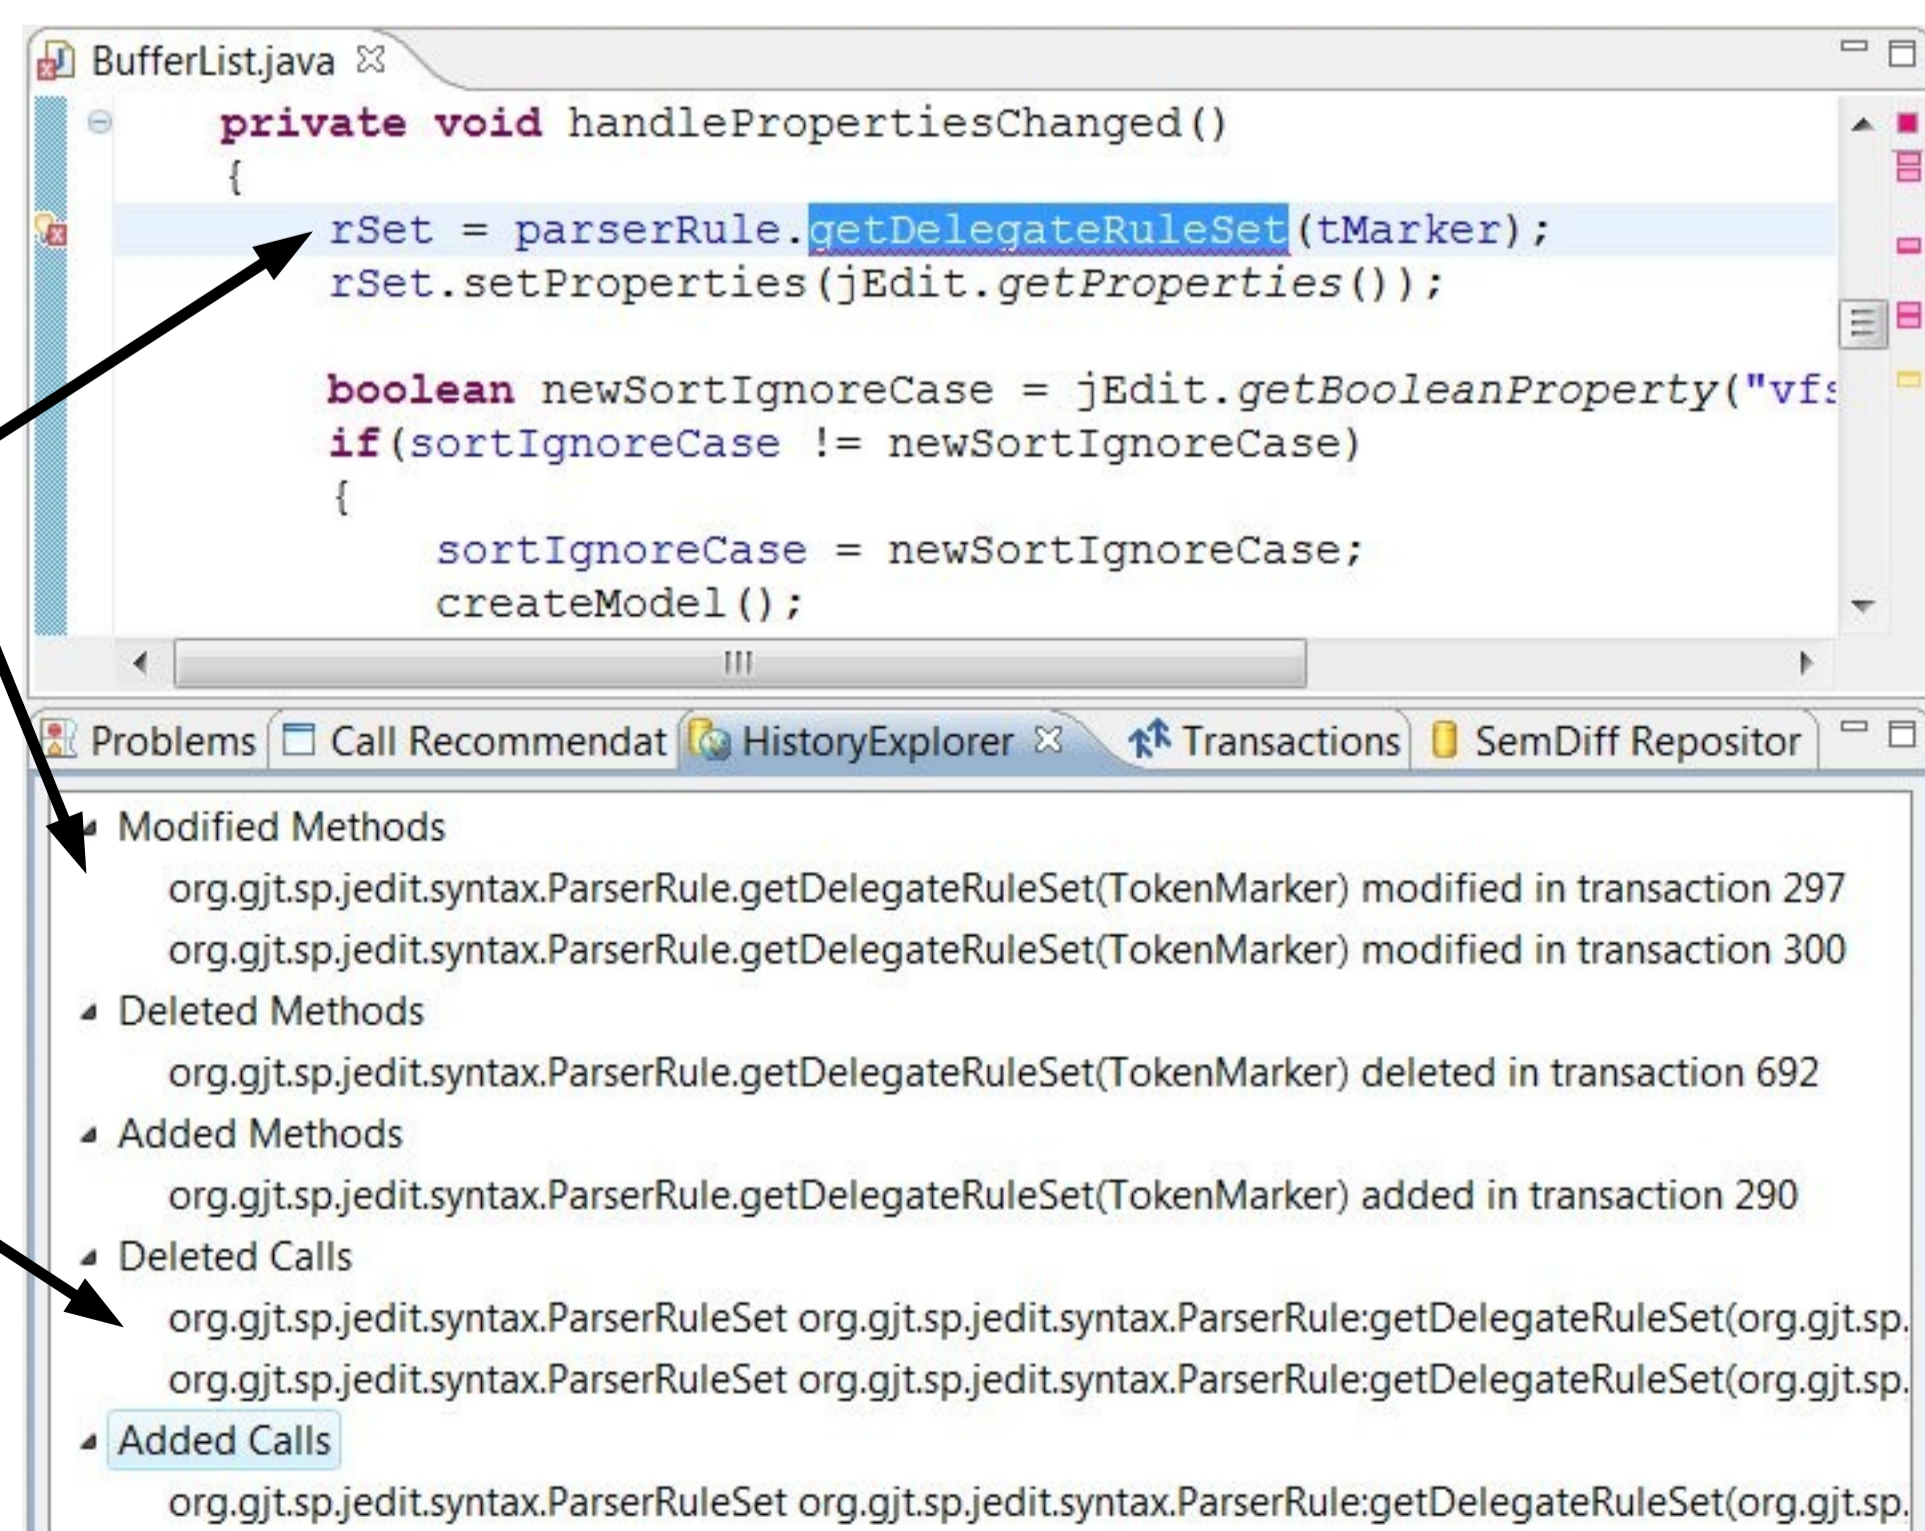 BufferList.java
private void handlePropertiesChanged()
{
rSet = parserRule.getDelegateRuleSet(tMarker);
rSet.setProperties(jEdit.getProperties());
boolean newSortIgnoreCase = jEdit.getBooleanProperty("vfs
if(sortIgnoreCase != newSortIgnoreCase)
{
sortIgnoreCase = newSortIgnoreCase;
createModel();
Problems Call Recommendat HistoryExplorer Transactions SemDiff Repositor
Modified Methods
org.gjt.sp.jedit.syntax.ParserRule.getDelegateRuleSet(TokenMarker) modified in transaction 297
org.gjt.sp.jedit.syntax.ParserRule.getDelegateRuleSet(TokenMarker) modified in transaction 300
Deleted Methods
org.gjt.sp.jedit.syntax.ParserRule.getDelegateRuleSet(TokenMarker) deleted in transaction 692
Added Methods
org.gjt.sp.jedit.syntax.ParserRule.getDelegateRuleSet(TokenMarker) added in transaction 290
Deleted Calls
org.gjt.sp.jedit.syntax.ParserRuleSet org.gjt.sp.jedit.syntax.ParserRule:getDelegateRuleSet(org.gjt.sp.
org.gjt.sp.jedit.syntax.ParserRuleSet org.gjt.sp.jedit.syntax.ParserRule:getDelegateRuleSet(org.gjt.sp.
Added Calls
org.gjt.sp.jedit.syntax.ParserRuleSet org.gjt.sp.jedit.syntax.ParserRule:getDelegateRuleSet(org.gjt.sp.